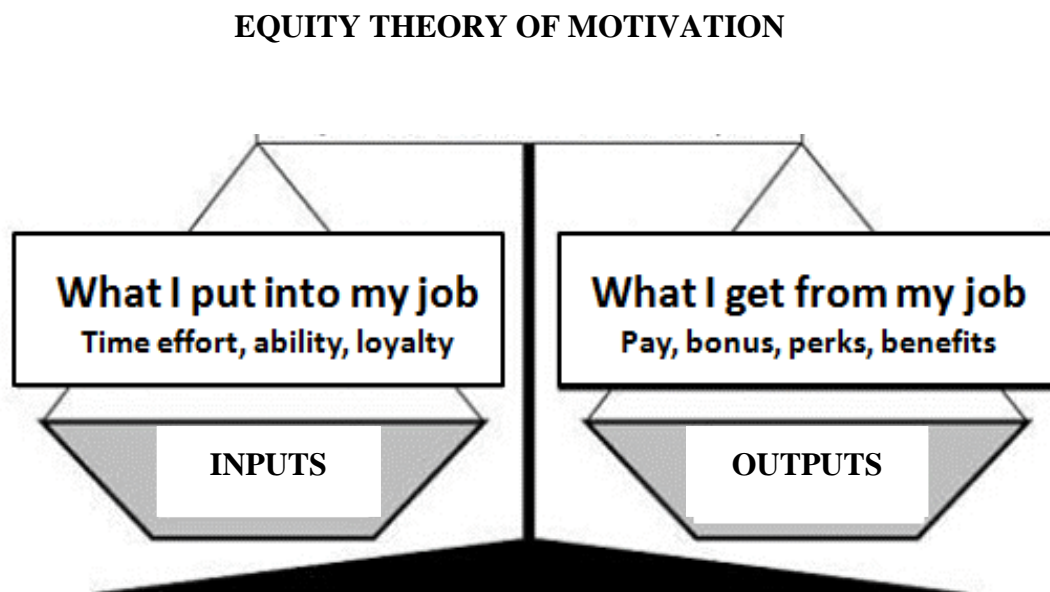 EQUITY THEORY OF MOTIVATION
What I put into my job
Time effort, ability, loyalty
What I get from my job
Pay, bonus, perks, benefits
INPUTS
OUTPUTS